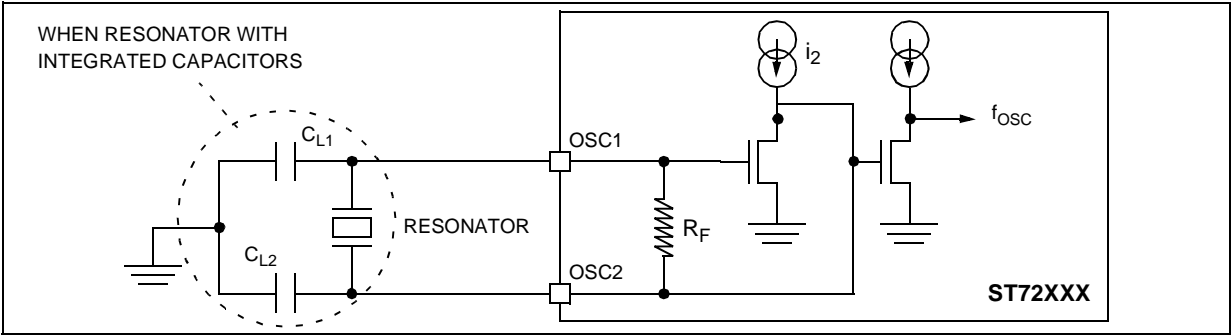 WHEN RESONATOR WITH
INTEGRATED CAPACITORS
CL1
CL2
RESONATOR
OSC1
OSC2
RF
i2
fOSC
ST72XXX